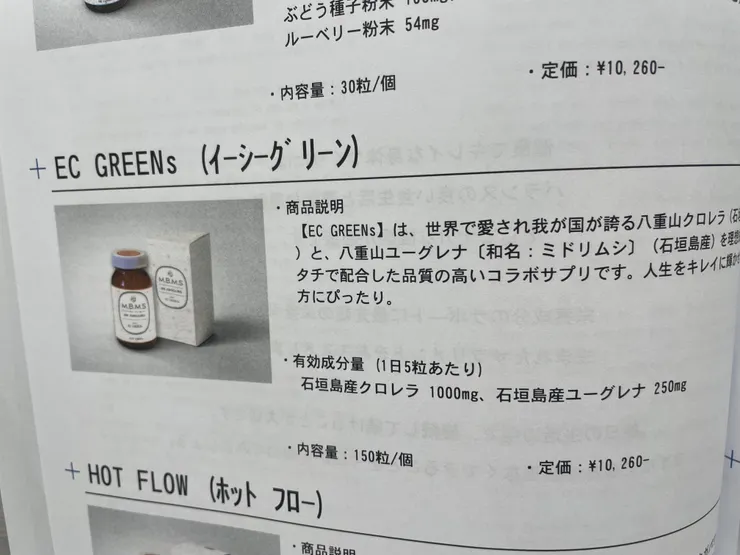 ぶどう種子粉末
ルーベリー粉末 54mg
・内容量：30粒/個
・定価：¥10,260-
EC GREENs (イーシーグリーン)
・商品説明
【EC GREENs】は、世界で愛され我が国が誇る八重山クロレラ（石
）と、八重山ユーグレナ〔和名：ミドリムシ〕（石垣島産）を理想
タチで配合した品質の高いコラボサプリです。人生をキレイに輝か
方にぴったり。
M.B.M.S
M.B.M.S
・有効成分量 (1日5粒あたり)
石垣島産クロレラ 1000mg、石垣島産ユーグレナ 250mg
・内容量：150粒/個
・定価：¥10,260-
HOT FLOW (ホット フロー)
・商品説明